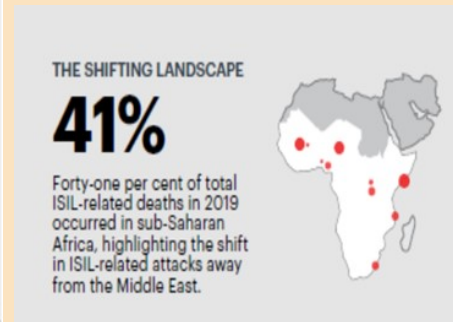 THE SHIFTING LANDSCAPE
41%
Forty-one per cent of total
ISIL-related deaths in 2019
occurred in sub-Saharan
Africa, highlighting the shift
in ISIL-related attacks away
from the Middle East.